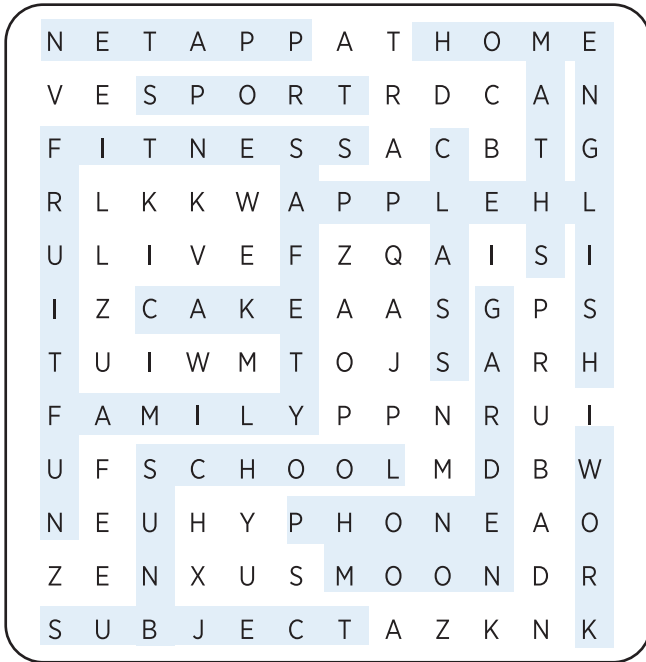 N E T A P P A T H O M E
V E S P O R T R D C A N
F I T N E S S A C B T G
R L K K W A P P L E H L
U L I V E F Z Q A I S I
I Z C A K E A A S G P S
T U I W M T O J S A R H
F A M I L Y P P N R U I
U F S C H O O L M D B W
N E U H Y P H O N E A O
Z E N X U S M O O N D R
S U B J E C T A Z K N K